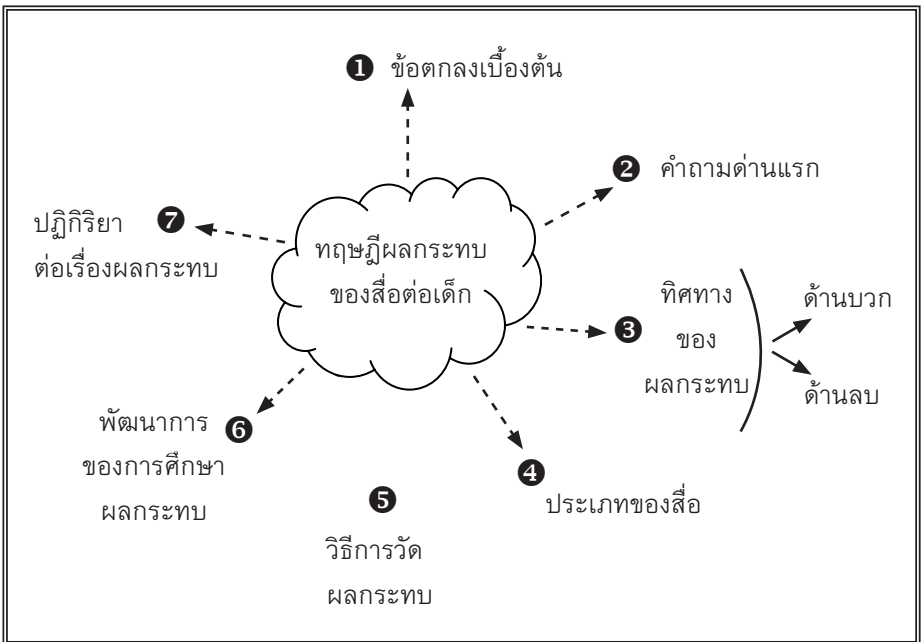 ทฤษฎีผลกระทบ
ของสื่อต่อเด็ก
❶ ข้อตกลงเบื้องต้น
❷ คำถามด่านแรก
❸ ทิศทาง
ของ
ผลกระทบ
ด้านบวก
ด้านลบ
❹ ประเภทของสื่อ
❺
วิธีการวัด
ผลกระทบ
❻ พัฒนาการ
ของการศึกษา
ผลกระทบ
❼ ปฏิกิริยา
ต่อเรื่องผลกระทบ